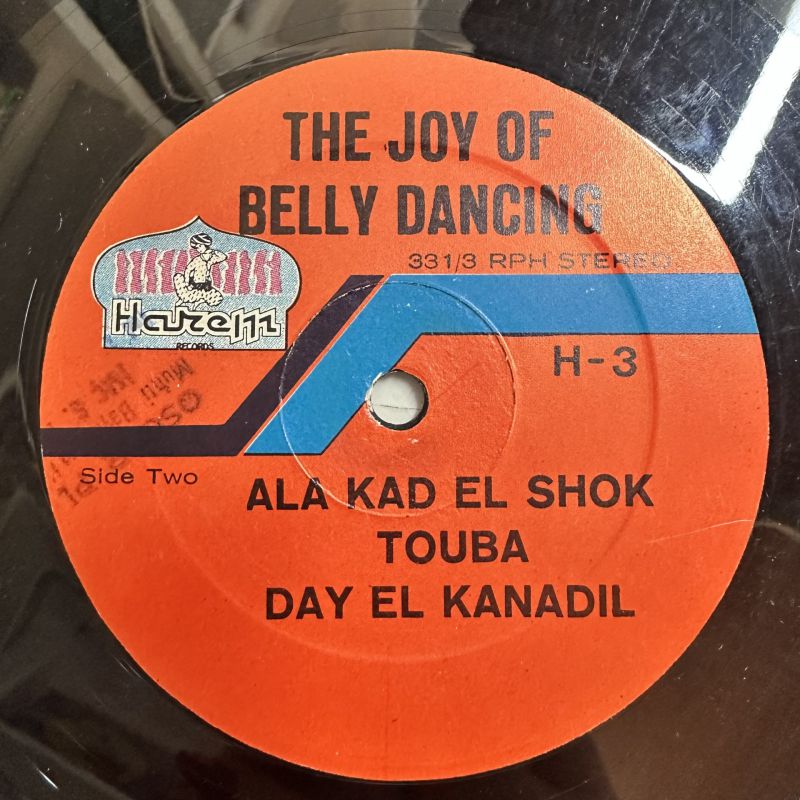 THE JOY OF
BELLY DANCING
331/3 RPH STEREO
Harem
RECORDS
H-3
Side Two
ALA KAD EL SHOK
TOUBA
DAY EL KANADIL